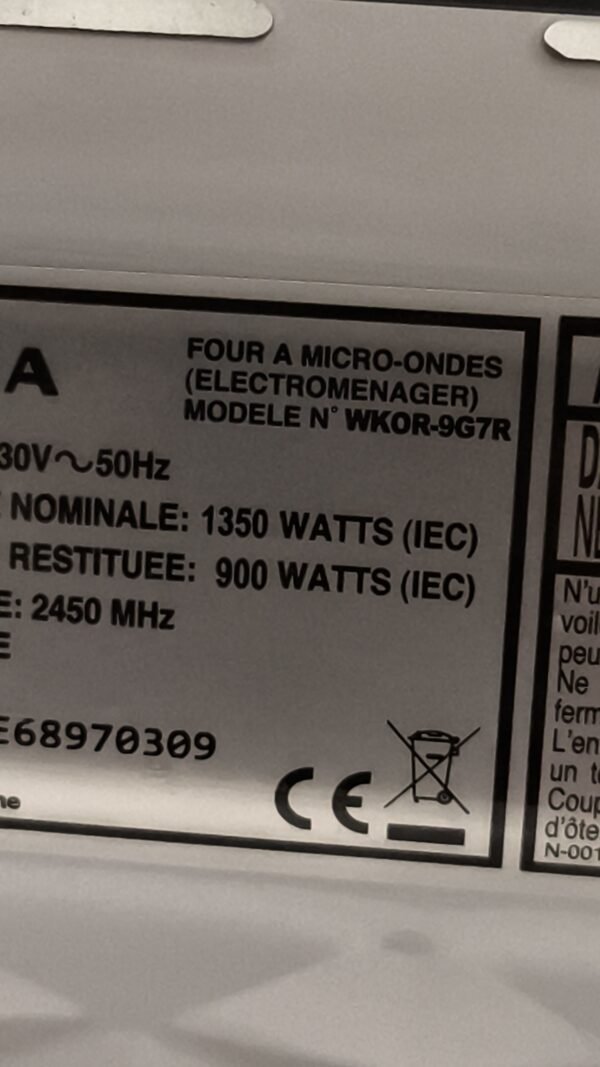 A
FOUR A MICRO-ONDES
(ELECTROMENAGER)
MODELE N° WKOR-9G7R
30V～50Hz
NOMINALE: 1350 WATTS (IEC)
RESTITUEE: 900 WATTS (IEC)
E: 2450 MHz
E
E68970309
CE
ne
N'u
voil
peu
Ne
ferm
L'en
un t
Coup
d'ôte
N-001